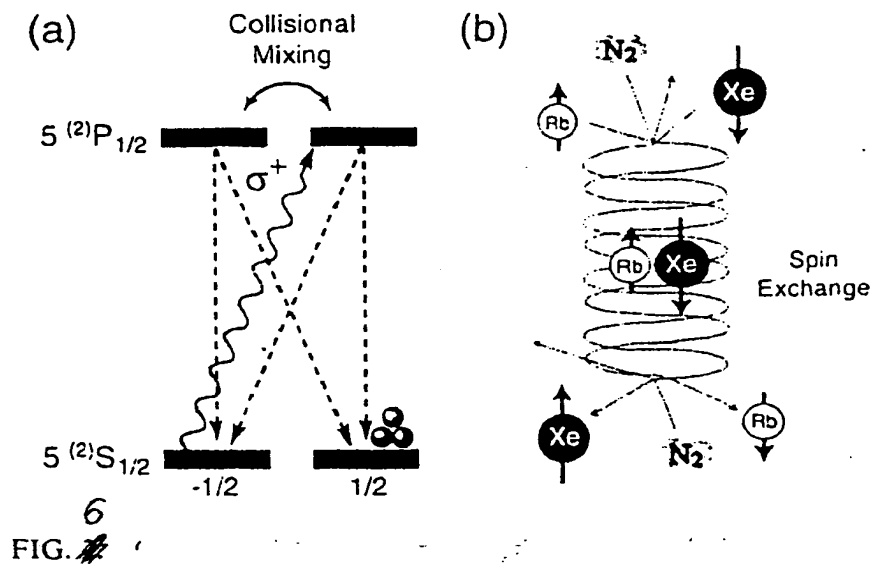 (a)
Collisional
Mixing
5 (2)P1/2
σ+
5 (2)S1/2
-1/2
1/2
(b)
N2
Xe
Rb
Rb
Xe
Spin
Exchange
Xe
Rb
N2
6
FIG.